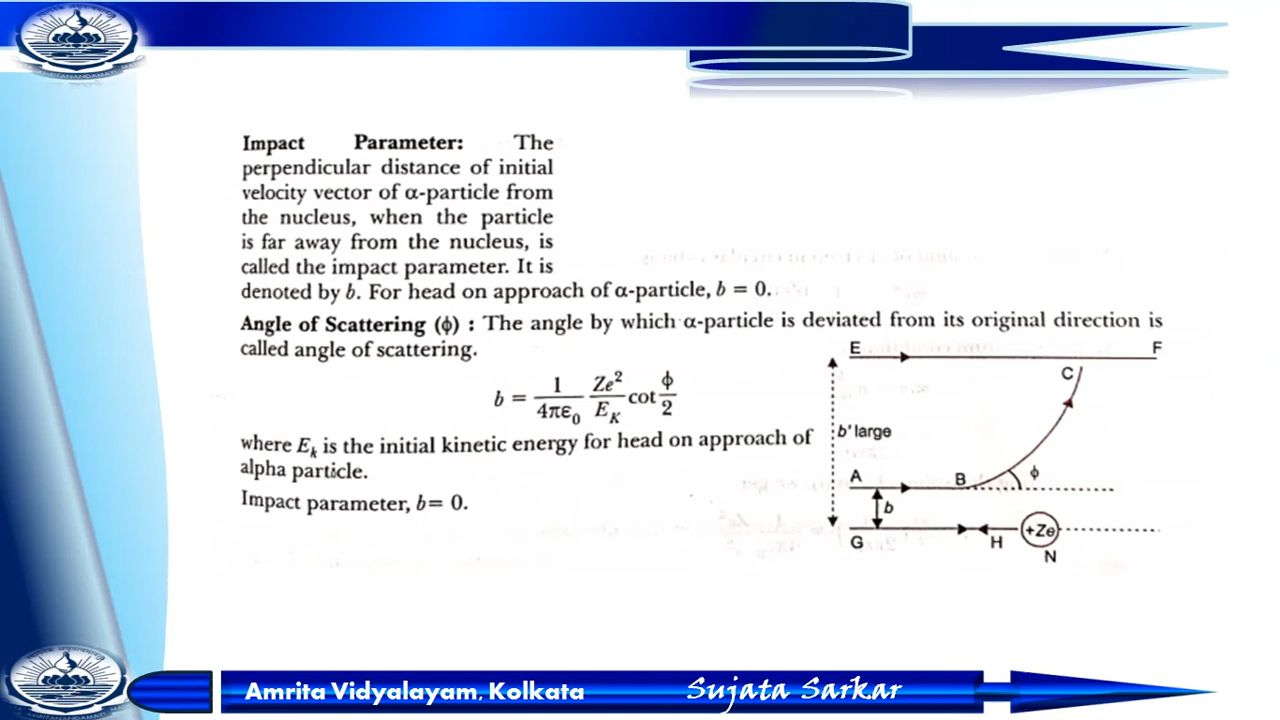 Impact Parameter: The
perpendicular distance of initial
velocity vector of α-particle from
the nucleus, when the particle
is far away from the nucleus, is
called the impact parameter. It is
denoted by b. For head on approach of α-particle, b = 0.
Angle of Scattering (ϕ) : The angle by which α-particle is deviated from its original direction is
called angle of scattering.
b = 1/4πε₀ Ze²/E_K cot ϕ/2
where E_k is the initial kinetic energy for head on approach of
alpha particle.
Impact parameter, b= 0.
E F
C
b' large
A B ϕ
b
+Ze
G H
N
Amrita Vidyalayam, Kolkata Sujata Sarkar